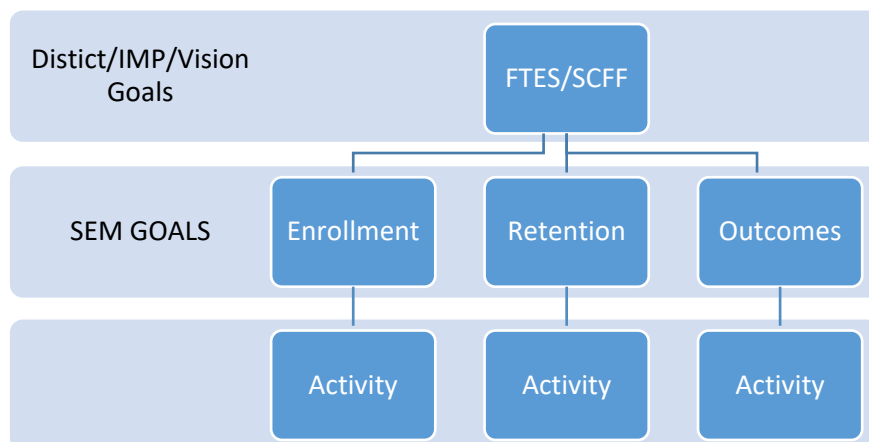 Distict/IMP/Vision
Goals
FTES/SCFF
SEM GOALS
Enrollment
Retention
Outcomes
Activity
Activity
Activity